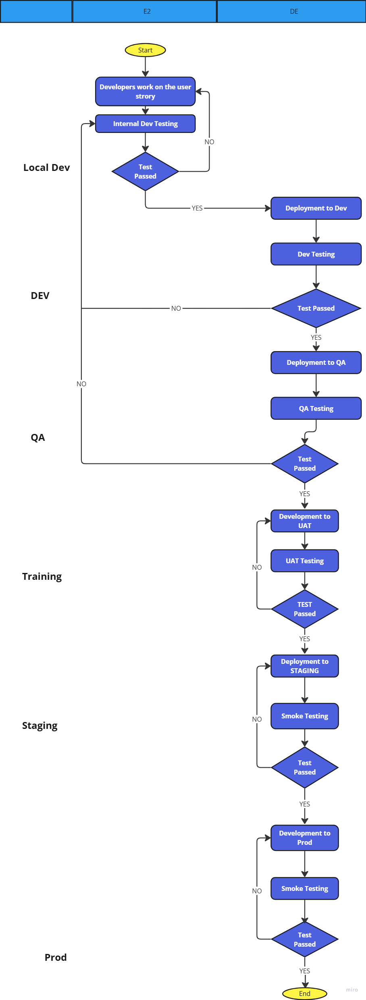 E2
DE
Start
Developers work on the user
strory
Internal Dev Testing
NO
Local Dev
Test
Passed
YES
Deployment to Dev
Dev Testing
DEV
NO
Test Passed
YES
Deployment to QA
NO
QA Testing
QA
Test
Passed
YES
Development to
UAT
UAT Testing
NO
Training
TEST
Passed
YES
Deployment to
STAGING
Smoke Testing
NO
Staging
Test
Passed
YES
Development to
Prod
Smoke Testing
NO
Test
Passed
Prod
YES
miro
End